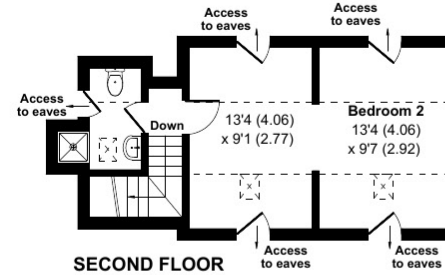 Access
to eaves
Access
to eaves
Access
to eaves
Down
13'4 (4.06)
x 9'1 (2.77)
Bedroom 2
13'4 (4.06)
x 9'7 (2.92)
Access
to eaves
Access
to eaves
SECOND FLOOR